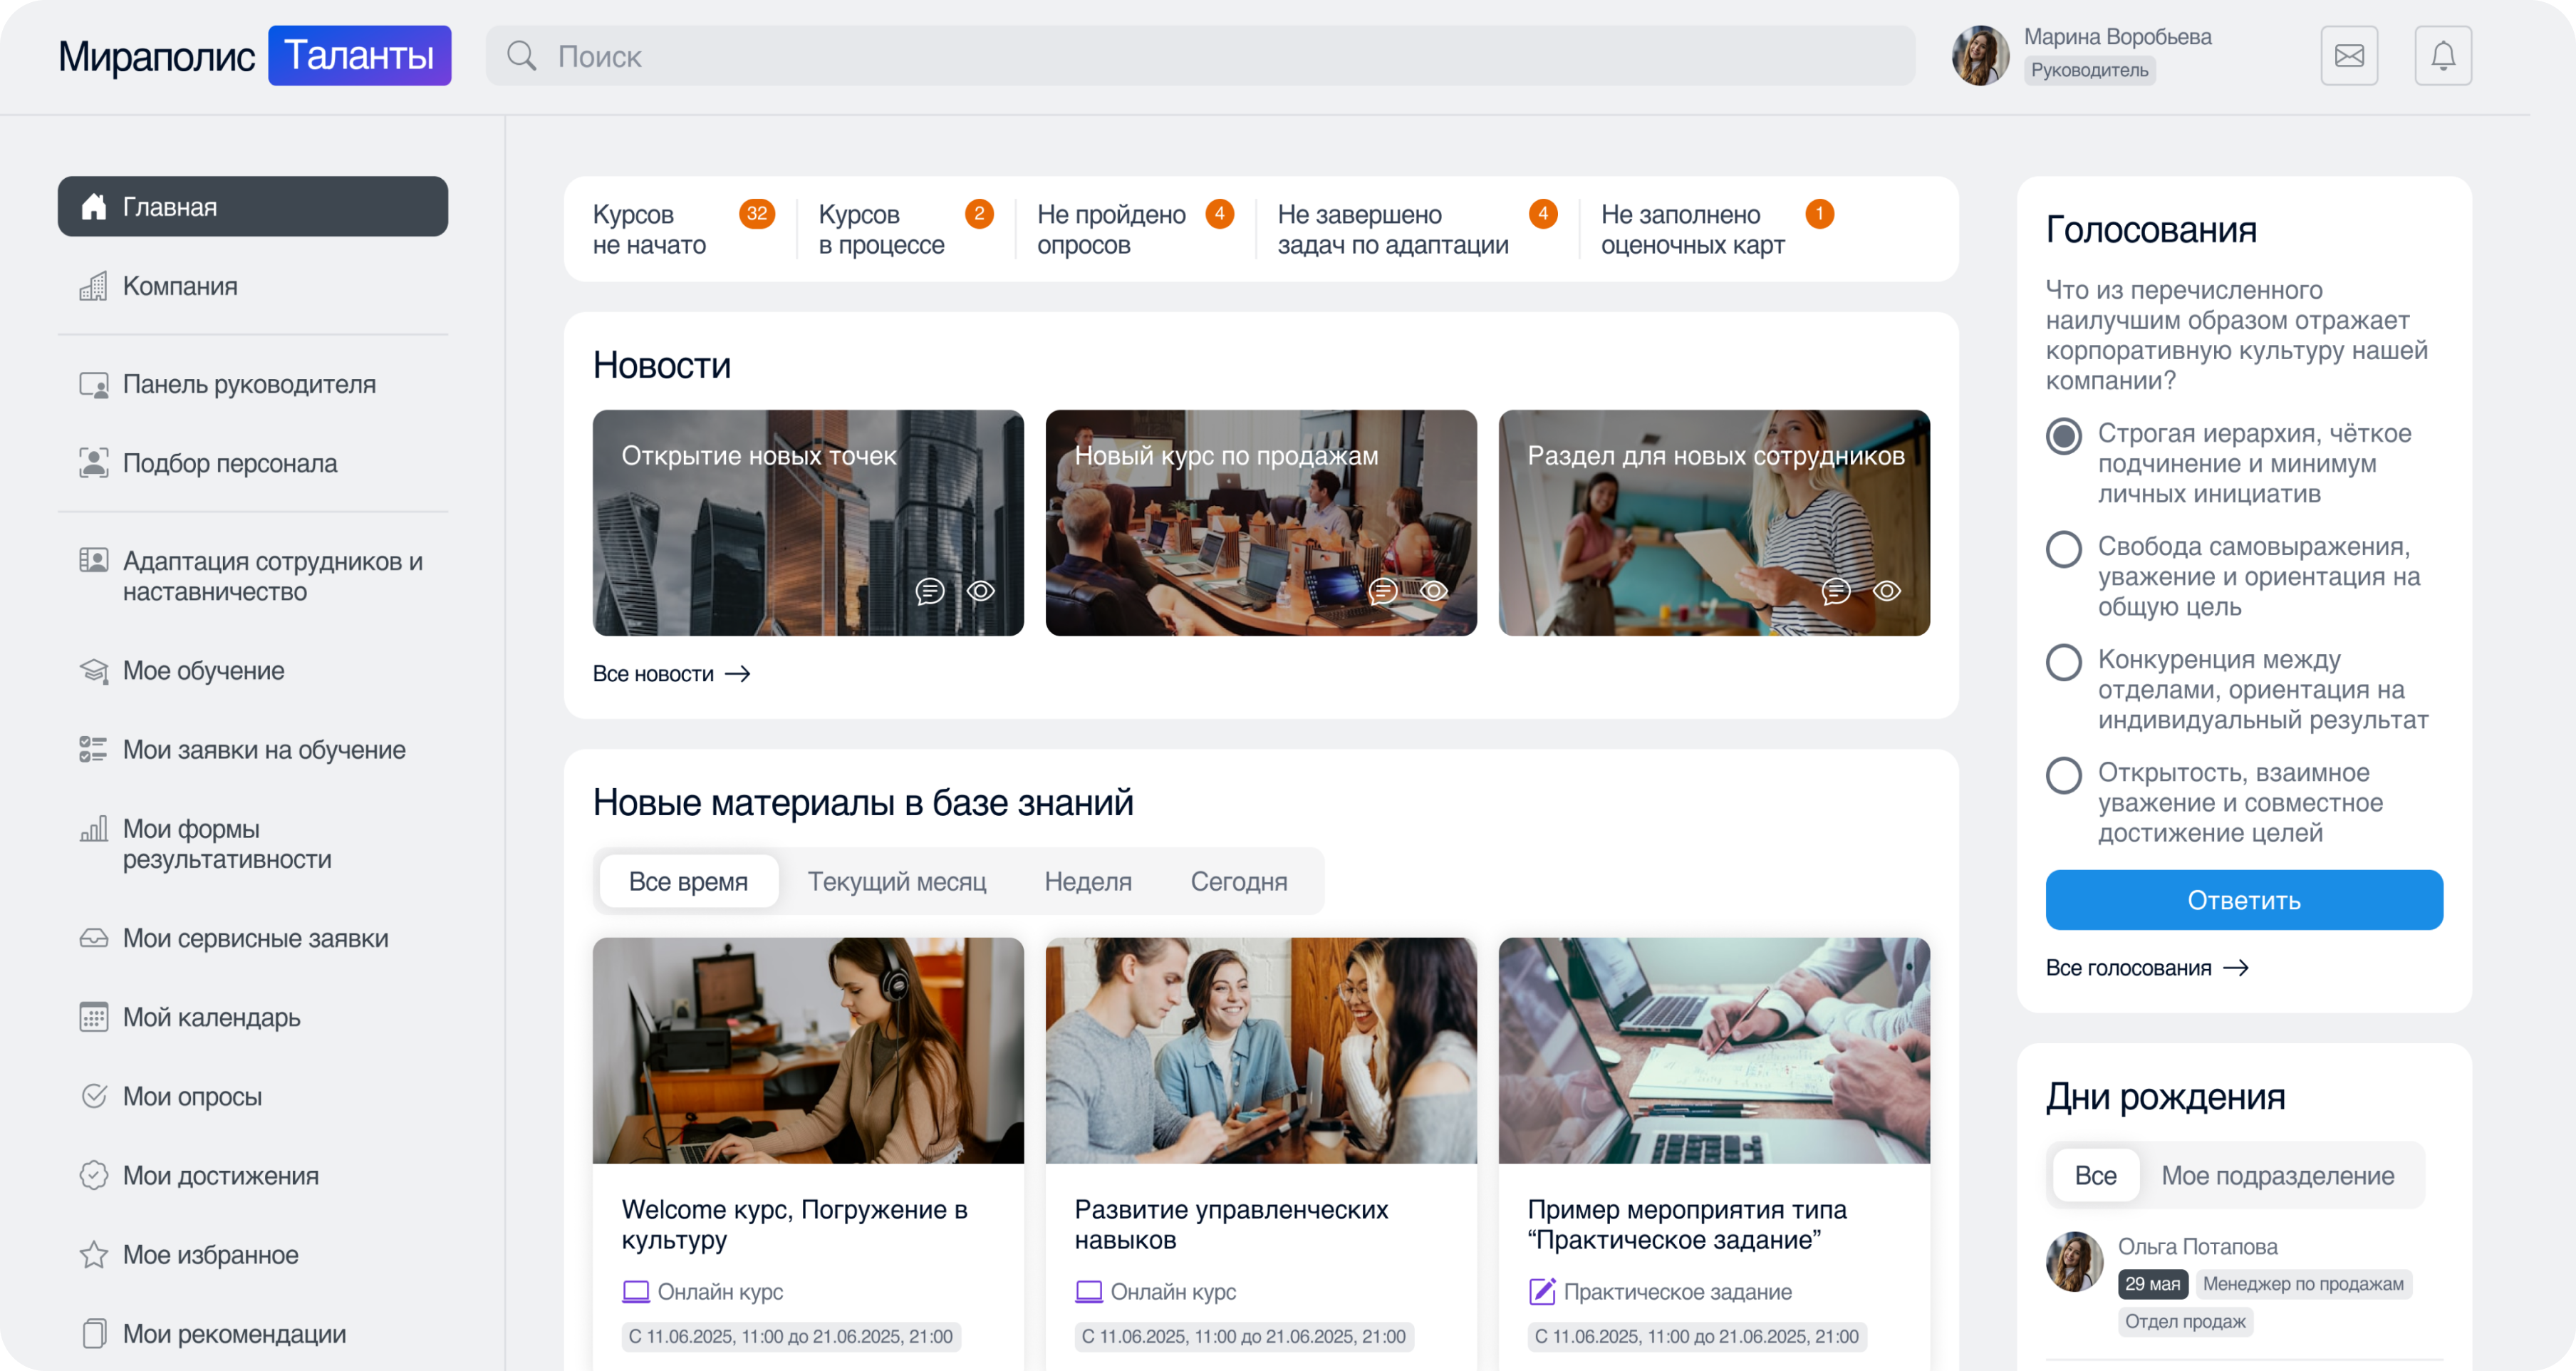 Мираполис Таланты
Поиск
Марина Воробьева
Руководитель
Главная
Компания
Панель руководителя
Подбор персонала
Адаптация сотрудников и
наставничество
Мое обучение
Мои заявки на обучение
Мои формы
результативности
Мои сервисные заявки
Мой календарь
Мои опросы
Мои достижения
Мое избранное
Мои рекомендации
Курсов
не начато
32
Курсов
в процессе
2
Не пройдено
опросов
4
Не завершено
задач по адаптации
4
Не заполнено
оценочных карт
1
Новости
Открытие новых точек
Новый курс по продажам
Раздел для новых сотрудников
Все новости
Новые материалы в базе знаний
Все время
Текущий месяц
Неделя
Сегодня
Welcome курс, Погружение в
культуру
Онлайн курс
С 11.06.2025, 11:00 до 21.06.2025, 21:00
Развитие управленческих
навыков
Онлайн курс
С 11.06.2025, 11:00 до 21.06.2025, 21:00
Пример мероприятия типа
“Практическое задание”
Практическое задание
С 11.06.2025, 11:00 до 21.06.2025, 21:00
Голосования
Что из перечисленного
наилучшим образом отражает
корпоративную культуру нашей
компании?
Строгая иерархия, чёткое
подчинение и минимум
личных инициатив
Свобода самовыражения,
уважение и ориентация на
общую цель
Конкуренция между
отделами, ориентация на
индивидуальный результат
Открытость, взаимное
уважение и совместное
достижение целей
Ответить
Все голосования
Дни рождения
Все
Мое подразделение
Ольга Потапова
29 мая
Менеджер по продажам
Отдел продаж